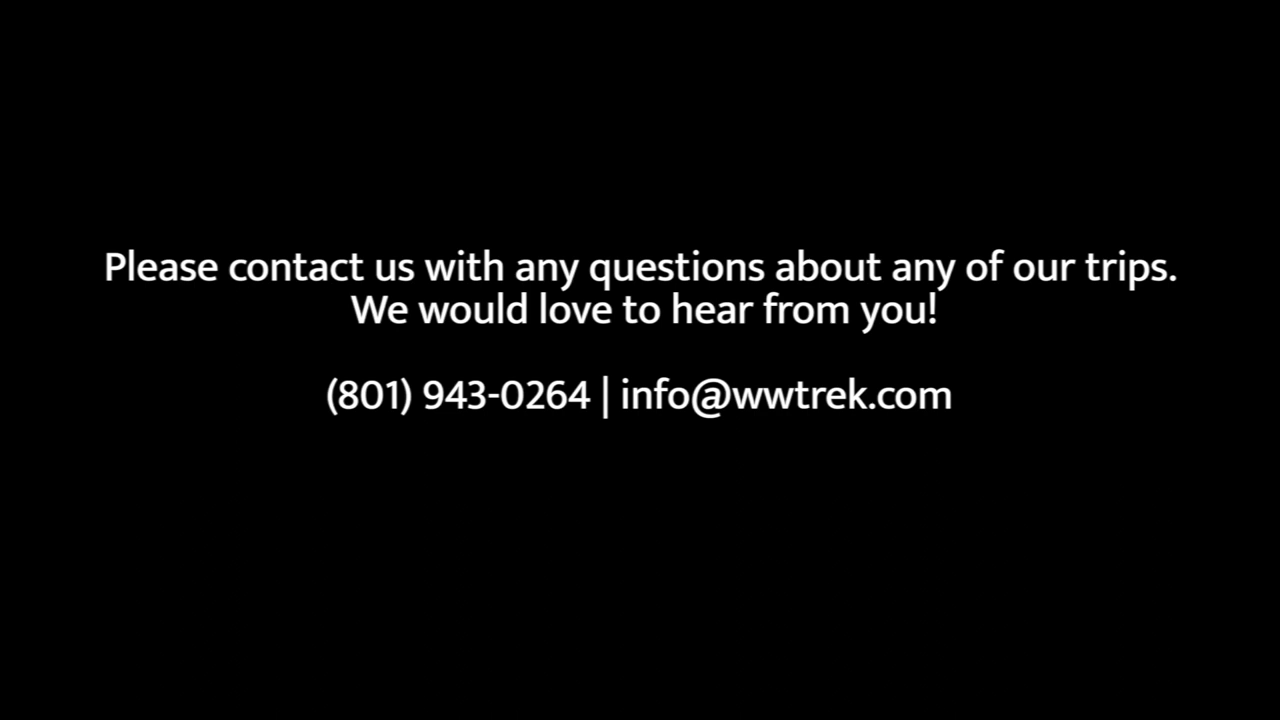 Please contact us with any questions about any of our trips.
We would love to hear from you!
(801) 943-0264 | info@wwtrek.com